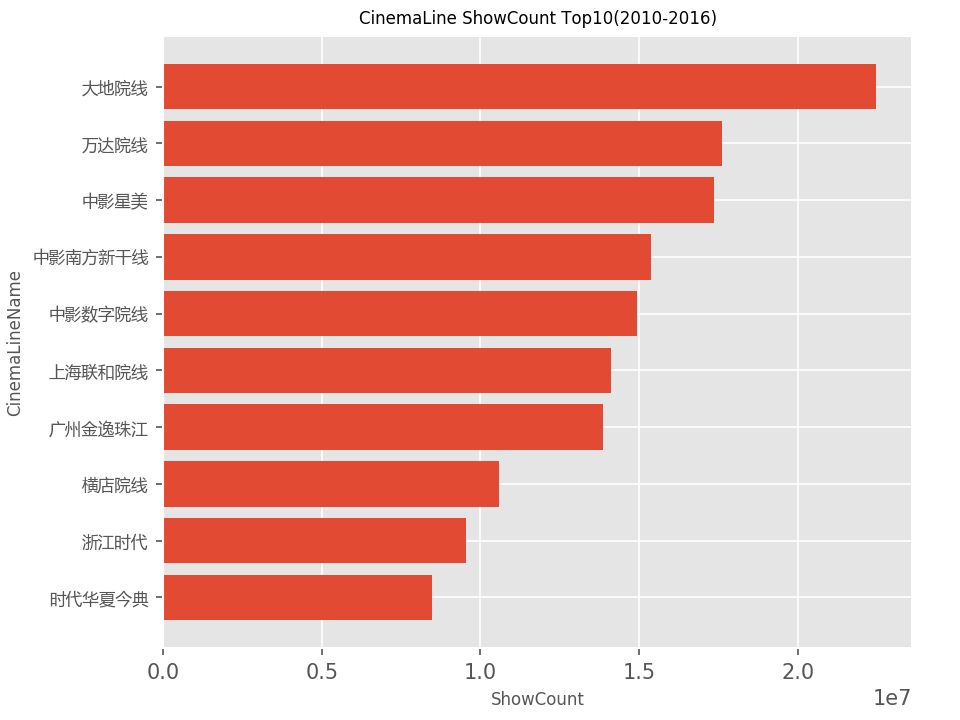 CinemaLine ShowCount Top10(2010-2016)
CinemaLineName
大地院线
万达院线
中影星美
中影南方新干线
中影数字院线
上海联和院线
广州金逸珠江
横店院线
浙江时代
时代华夏今典
0.0 0.5 1.0 1.5 2.0
1e7
ShowCount